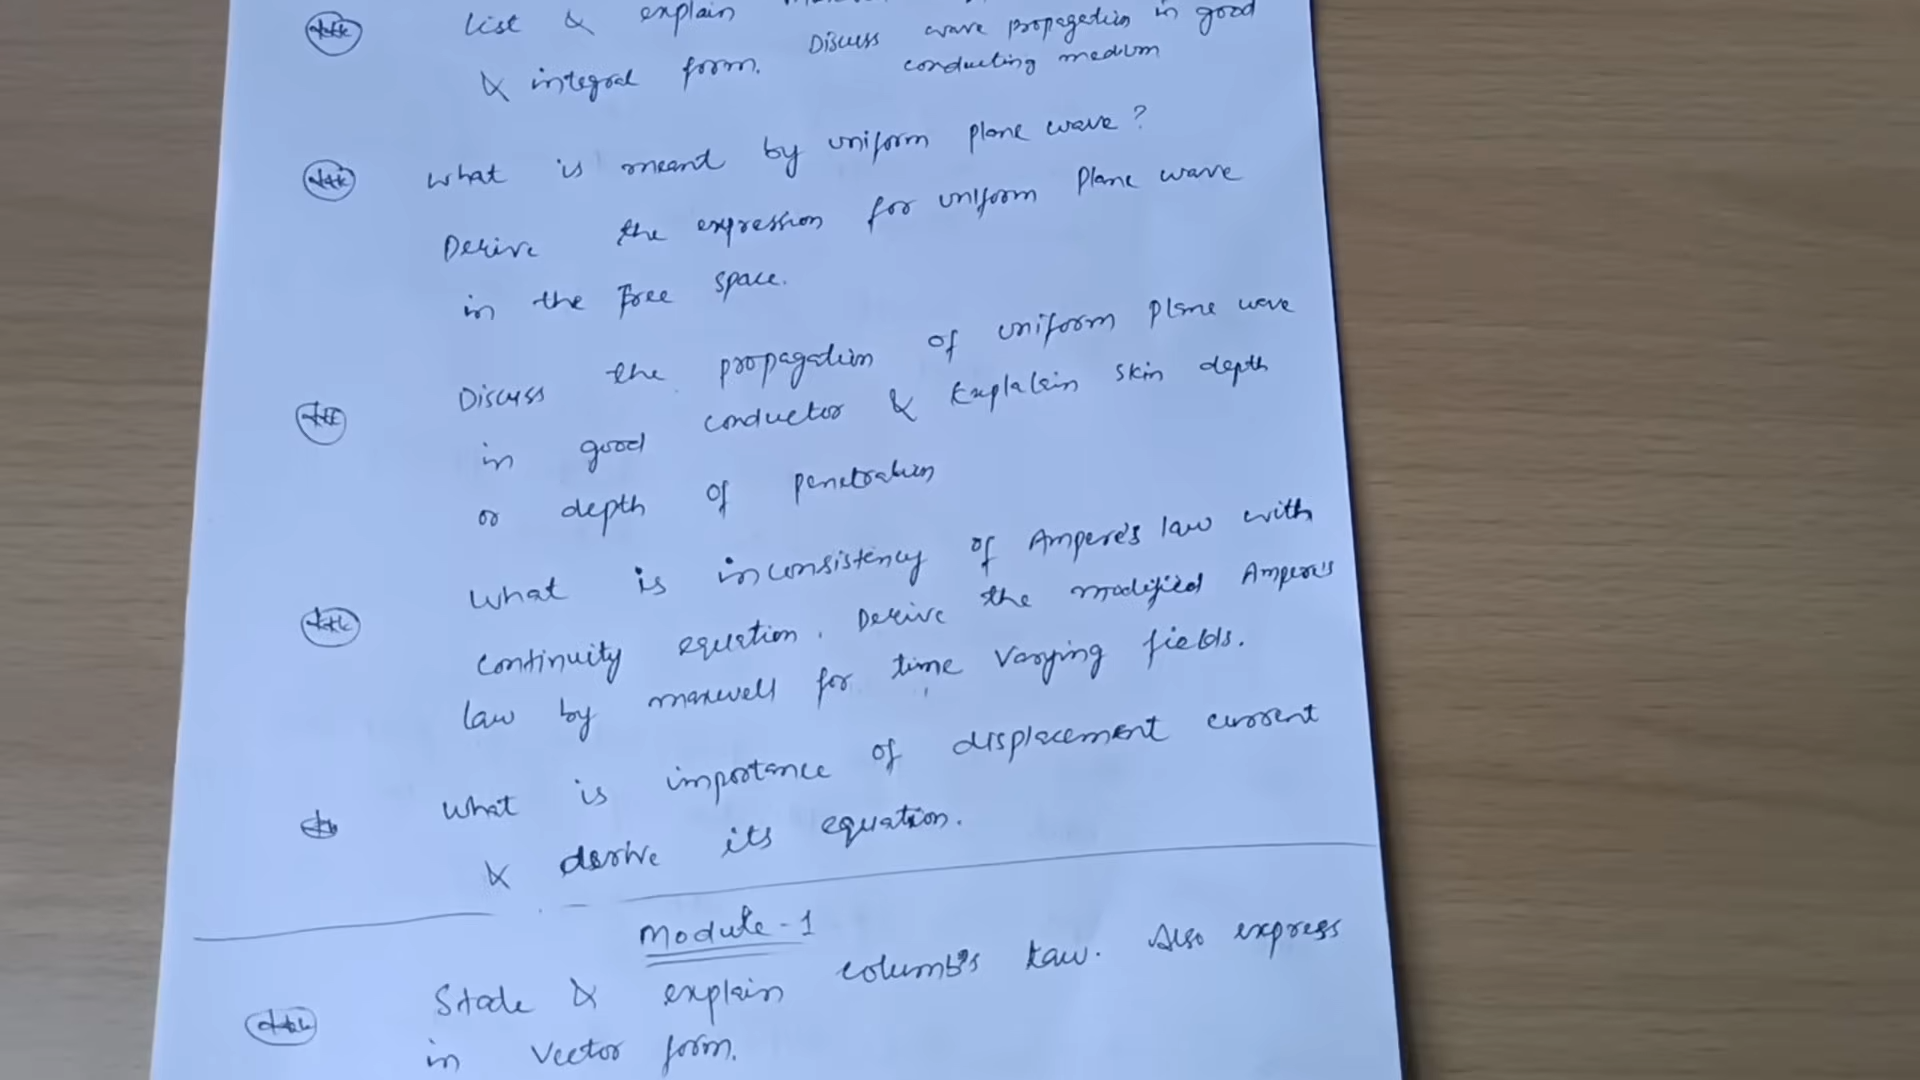 List & explain
& integral form. Discuss wave propagation in good
conducting medium
What is meant by uniform plane wave?
Derive the expression for uniform plane wave
in the Free space.
Discuss the propagation of uniform plane wave
in good conductor & Explain skin depth
or depth of penetration
What is inconsistency of Ampere's law with
continuity equation. Derive the modified Ampere's
law by maxwell for time varying fields.
What is importance of displacement current
& derive its equation.
Module-1
State & explain columb's Law. Also express
in Vector form.